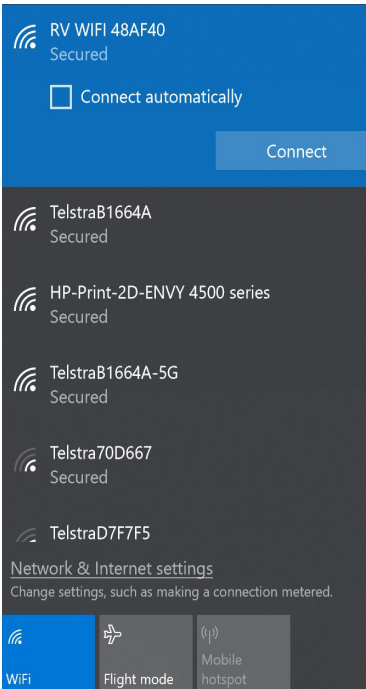 RV WIFI 48AF40
Secured
Connect automatically
Connect
TelstraB1664A
Secured
HP-Print-2D-ENVY 4500 series
Secured
TelstraB1664A-5G
Secured
Telstra70D667
Secured
TelstraD7F7F5
Network & Internet settings
Change settings, such as making a connection metered.
WiFi
Flight mode
Mobile
hotspot